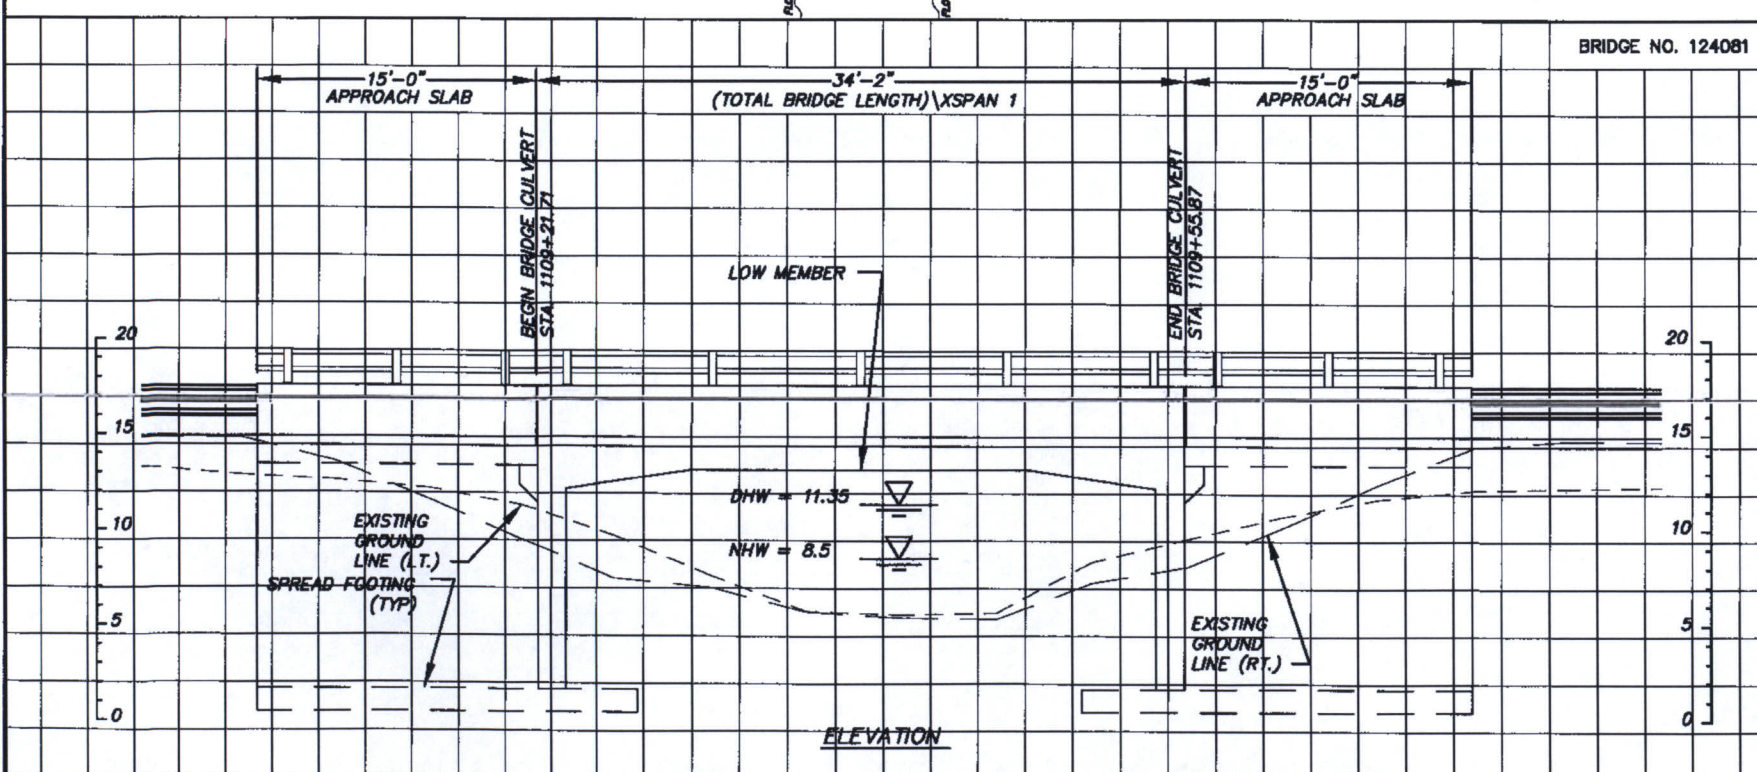 BRIDGE NO. 124081
15'-0"
APPROACH SLAB
34'-2"
(TOTAL BRIDGE LENGTH)\XSPAN 1
15'-0"
APPROACH SLAB
BEGIN BRIDGE CULVERT
STA. 1109+21.71
END BRIDGE CULVERT
STA. 1109+55.87
LOW MEMBER
20
20
15
15
DHW = 11.35
EXISTING
GROUND
LINE (LT.)
10
10
NHW = 8.5
SPREAD FOOTING
(TYP)
5
5
EXISTING
GROUND
LINE (RT.)
0
0
ELEVATION